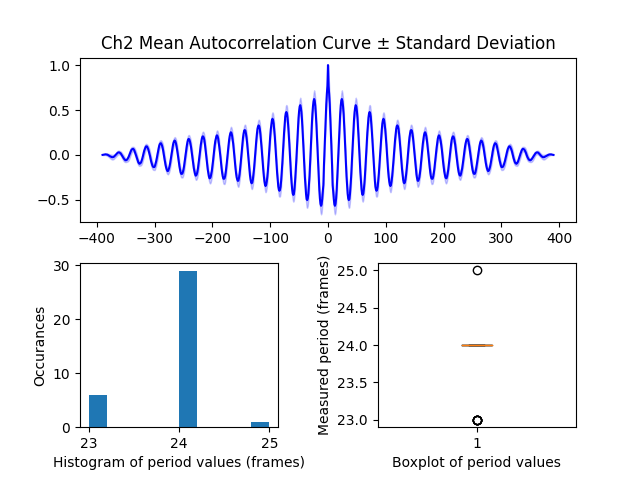 Ch2 Mean Autocorrelation Curve ± Standard Deviation
1.0
0.5
0.0
−0.5
−400 −300 −200 −100 0 100 200 300 400
Occurances
30
20
10
0
23 24 25
Histogram of period values (frames)
Measured period (frames)
25.0
24.5
24.0
23.5
23.0
1
Boxplot of period values